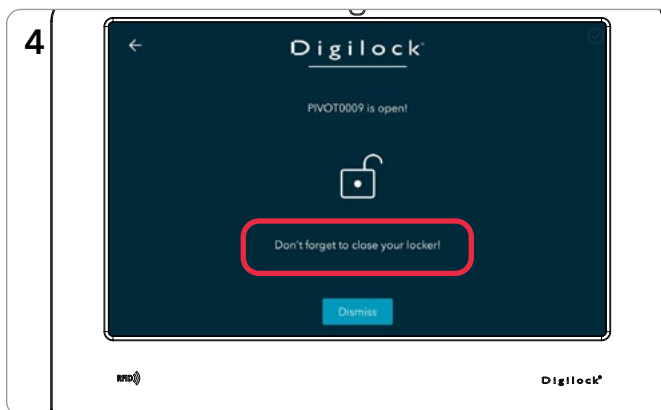 4
Digilock®
PIVOT0009 is open!
Don't forget to close your locker!
Dismiss
RFID
Digilock®